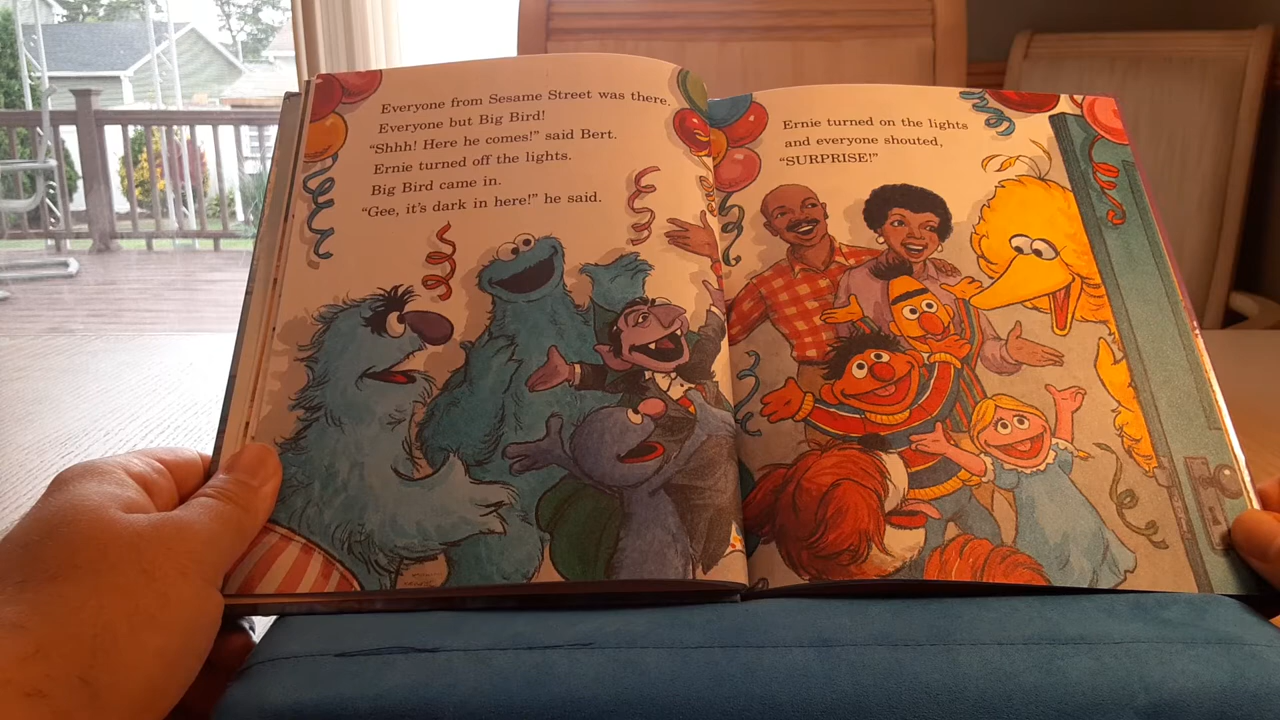 Everyone from Sesame Street was there.
Everyone but Big Bird!
“Shhh! Here he comes!” said Bert.
Ernie turned off the lights.
Big Bird came in.
“Gee, it’s dark in here!” he said.
Ernie turned on the lights
and everyone shouted,
“SURPRISE!”